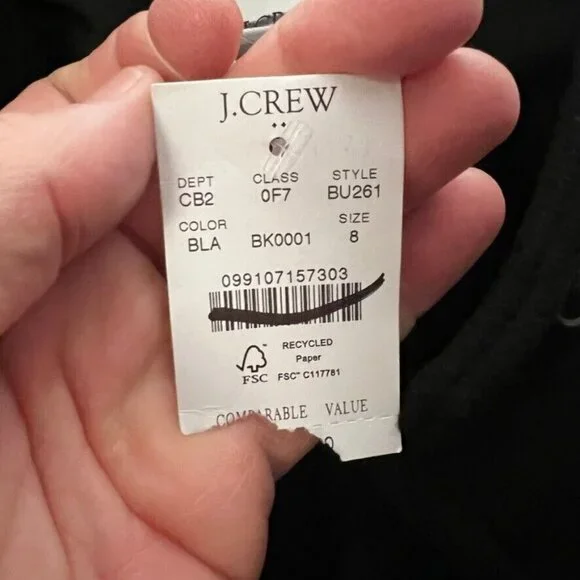 J.CREW
DEPT CLASS STYLE
CB2 0F7 BU261
COLOR SIZE
BLA BK0001 8
099107157303
RECYCLED
Paper
FSC FSC™ C117781
COMPARABLE VALUE